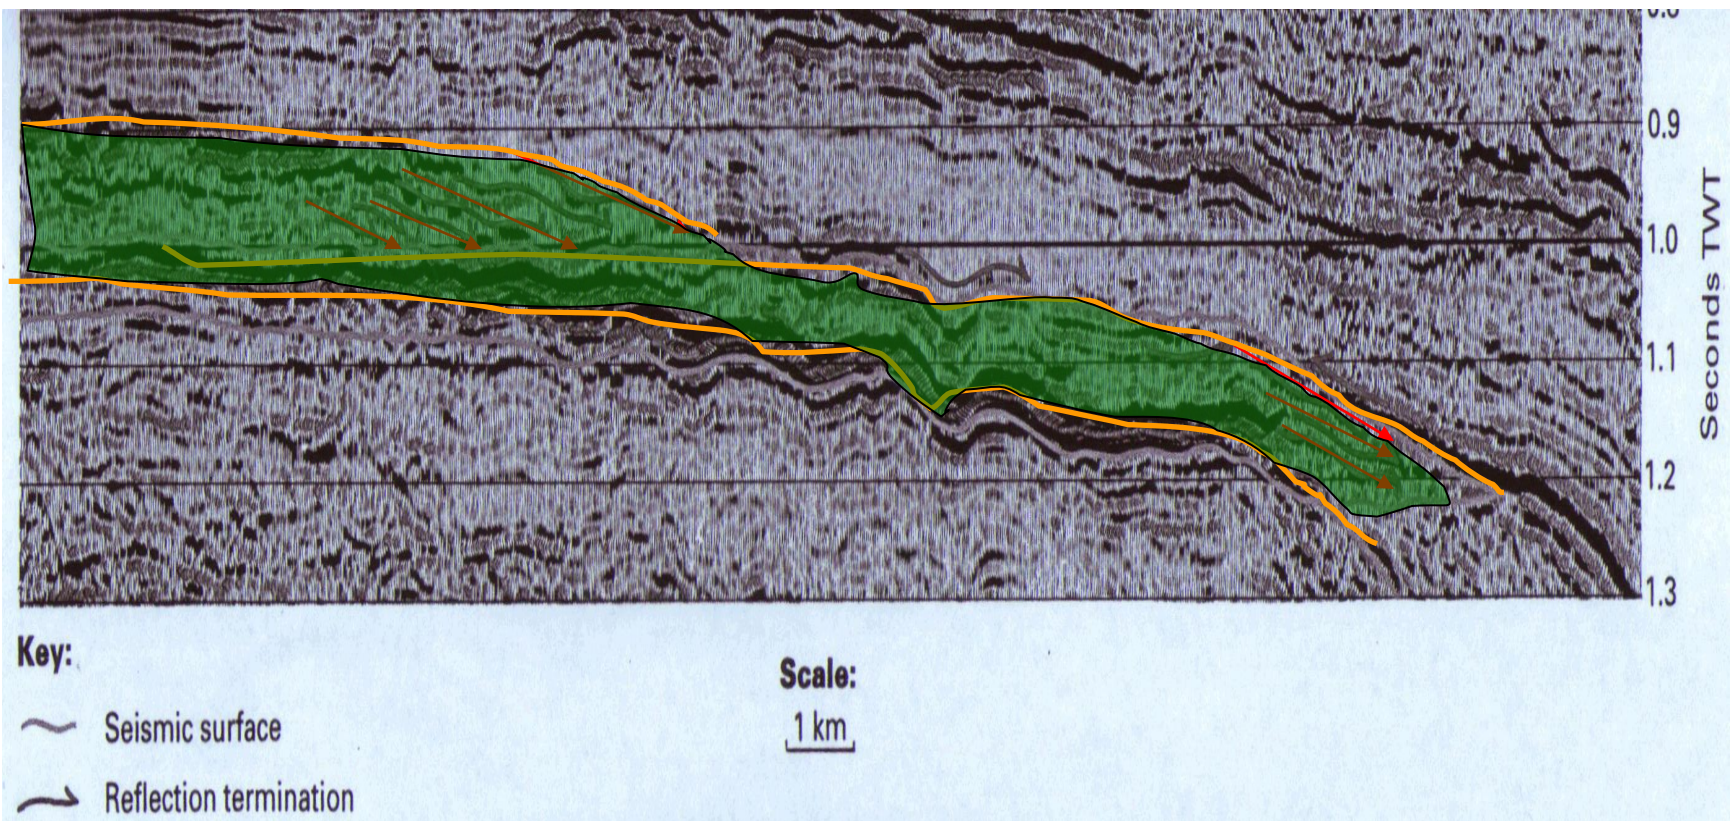 0.9
1.0
1.1
1.2
1.3
Seconds TWT
Key:
Scale:
1 km
Seismic surface
Reflection termination